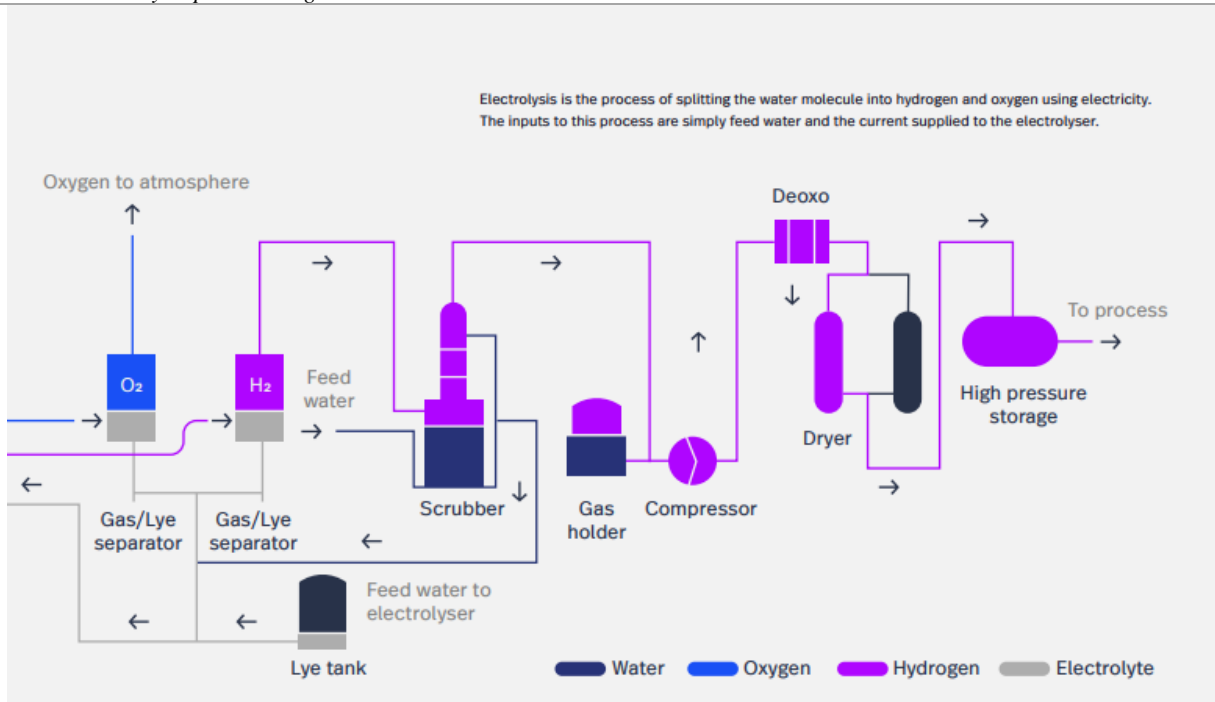 Electrolysis is the process of splitting the water molecule into hydrogen and oxygen using electricity.
The inputs to this process are simply feed water and the current supplied to the electrolyser.
Oxygen to atmosphere
Deoxo
To process
O₂
H₂
Feed
water
High pressure
storage
Dryer
Scrubber
Gas
holder
Compressor
Gas/Lye
separator
Gas/Lye
separator
Feed water to
electrolyser
Lye tank
Water
Oxygen
Hydrogen
Electrolyte